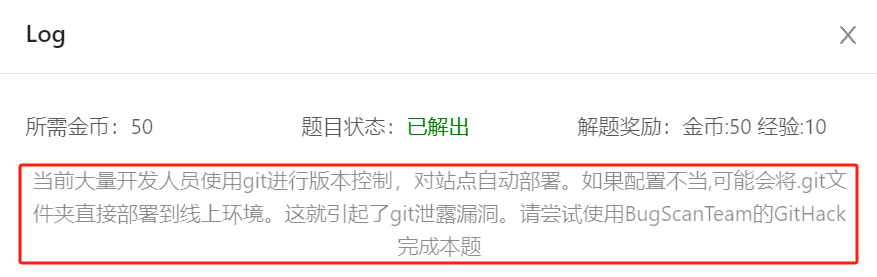 Log
所需金币：50 题目状态：已解出 解题奖励：金币:50 经验:10
当前大量开发人员使用git进行版本控制，对站点自动部署。如果配置不当,可能会将.git文
件夹直接部署到线上环境。这就引起了git泄露漏洞。请尝试使用BugScanTeam的GitHack
完成本题